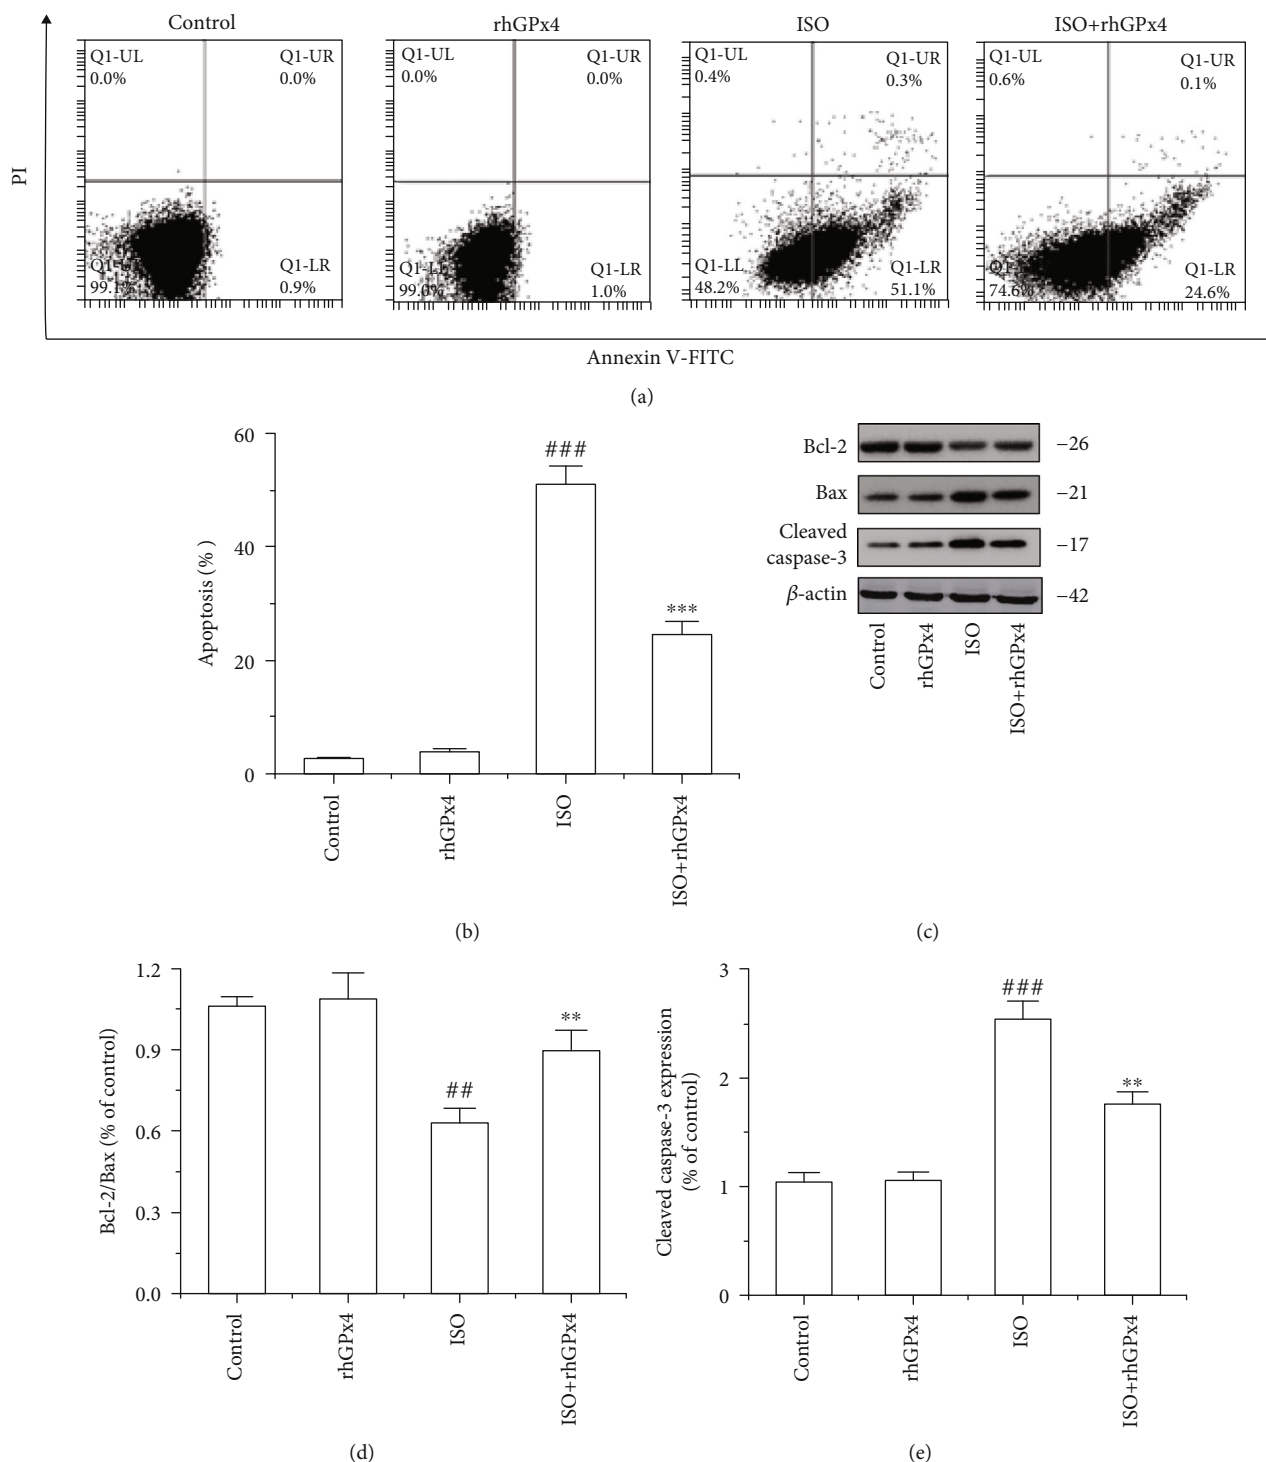 Control
rhGPx4
ISO
ISO+rhGPx4
PI
Q1-UL
0.0%
Q1-UR
0.0%
99.1%
Q1-LR
0.9%
Q1-UL
0.0%
Q1-UR
0.0%
Q1-LL
Q1-LR
1.0%
Q1-UL
0.4%
Q1-UR
0.3%
Q1-LL
48.2%
Q1-LR
51.1%
Q1-UL
0.6%
Q1-UR
0.1%
74.6%
Q1-LR
24.6%
Annexin V-FITC
(a)
Apoptosis (% )
60
40
20
0
###
***
Control
rhGPx4
ISO
ISO+rhGPx4
(b)
Bcl-2
−26
Bax
−21
Cleaved
caspase-3
−17
β-actin
−42
Control
rhGPx4
ISO
ISO+rhGPx4
(c)
Bcl-2/Bax (% of control)
1.2
0.9
0.6
0.3
0.0
##
**
Control
rhGPx4
ISO
ISO+rhGPx4
(d)
Cleaved caspase-3 expression
(% of control)
3
2
1
0
###
**
Control
rhGPx4
ISO
ISO+rhGPx4
(e)